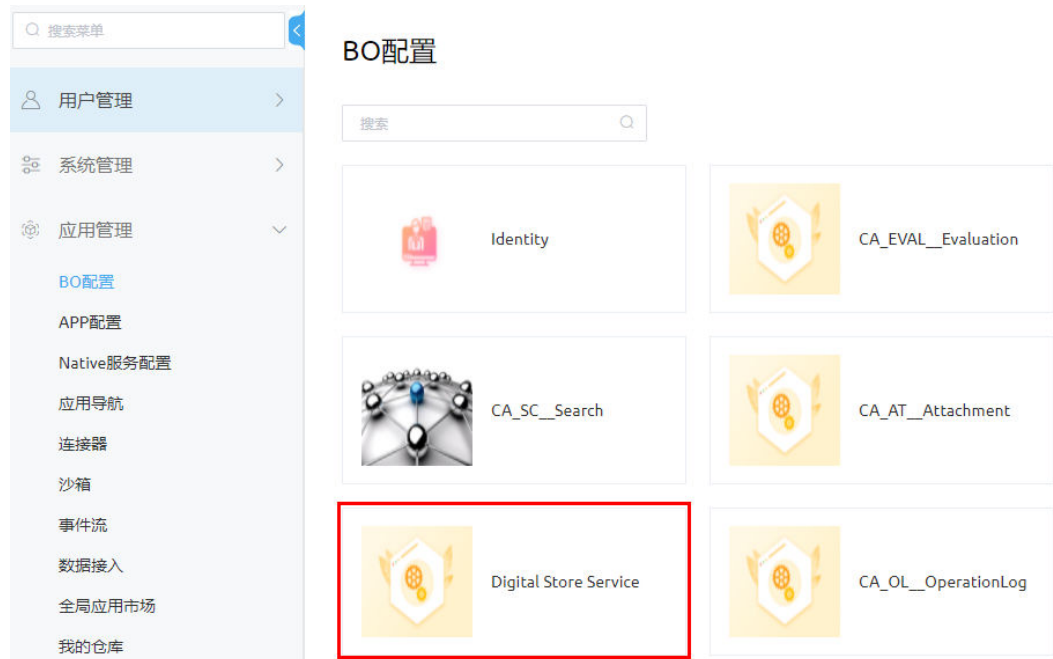 搜索菜单
用户管理
系统管理
应用管理
BO配置
APP配置
Native服务配置
应用导航
连接器
沙箱
事件流
数据接入
全局应用市场
我的仓库
BO配置
搜索
Identity
CA_EVAL__Evaluation
CA_SC__Search
CA_AT__Attachment
Digital Store Service
CA_OL__OperationLog